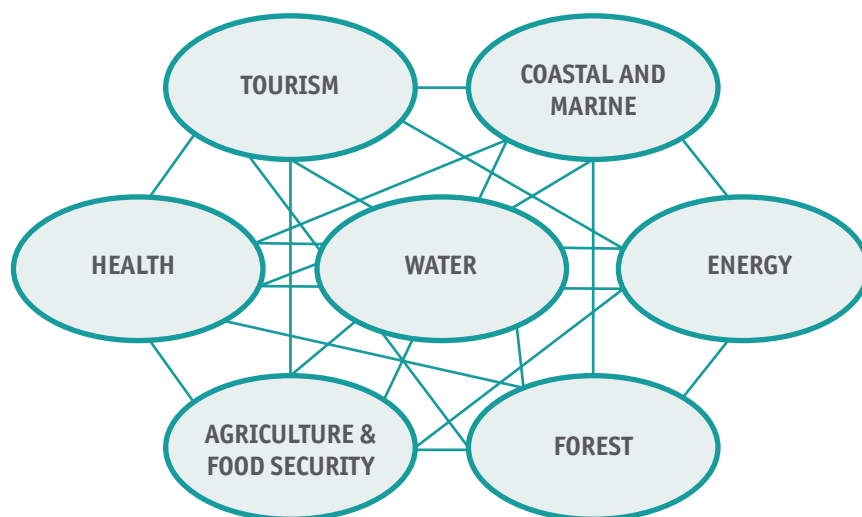 TOURISM
COASTAL AND
MARINE
HEALTH
WATER
ENERGY
AGRICULTURE &
FOOD SECURITY
FOREST